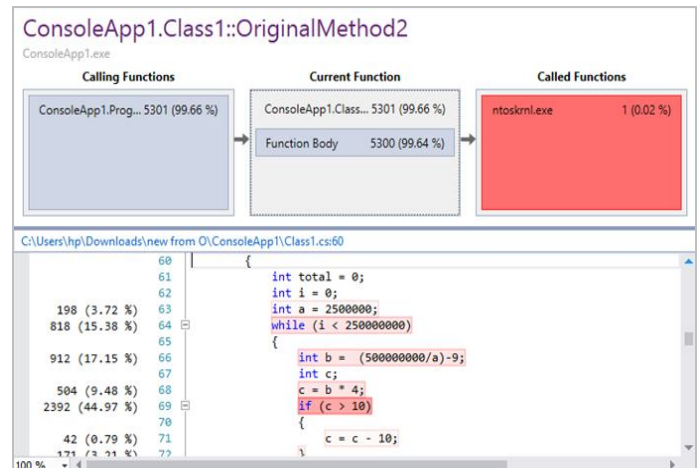 ConsoleApp1.Class1::OriginalMethod2
ConsoleApp1.exe
Calling Functions Current Function Called Functions
ConsoleApp1.Prog... 5301 (99.66 %) ConsoleApp1.Class... 5301 (99.66 %) ntoskrnl.exe 1 (0.02 %)
Function Body 5300 (99.64 %)
C:\Users\hp\Downloads\new from O\ConsoleApp1\Class1.cs:60
60 {
61 int total = 0;
62 int i = 0;
198 (3.72 %) 63 int a = 2500000;
818 (15.38 %) 64 while (i < 250000000)
65 {
912 (17.15 %) 66 int b = (500000000/a)-9;
67 int c;
504 (9.48 %) 68 c = b * 4;
2392 (44.97 %) 69 if (c > 10)
70 {
42 (0.79 %) 71 c = c - 10;
171 (3.21 %) 72 }
100 %